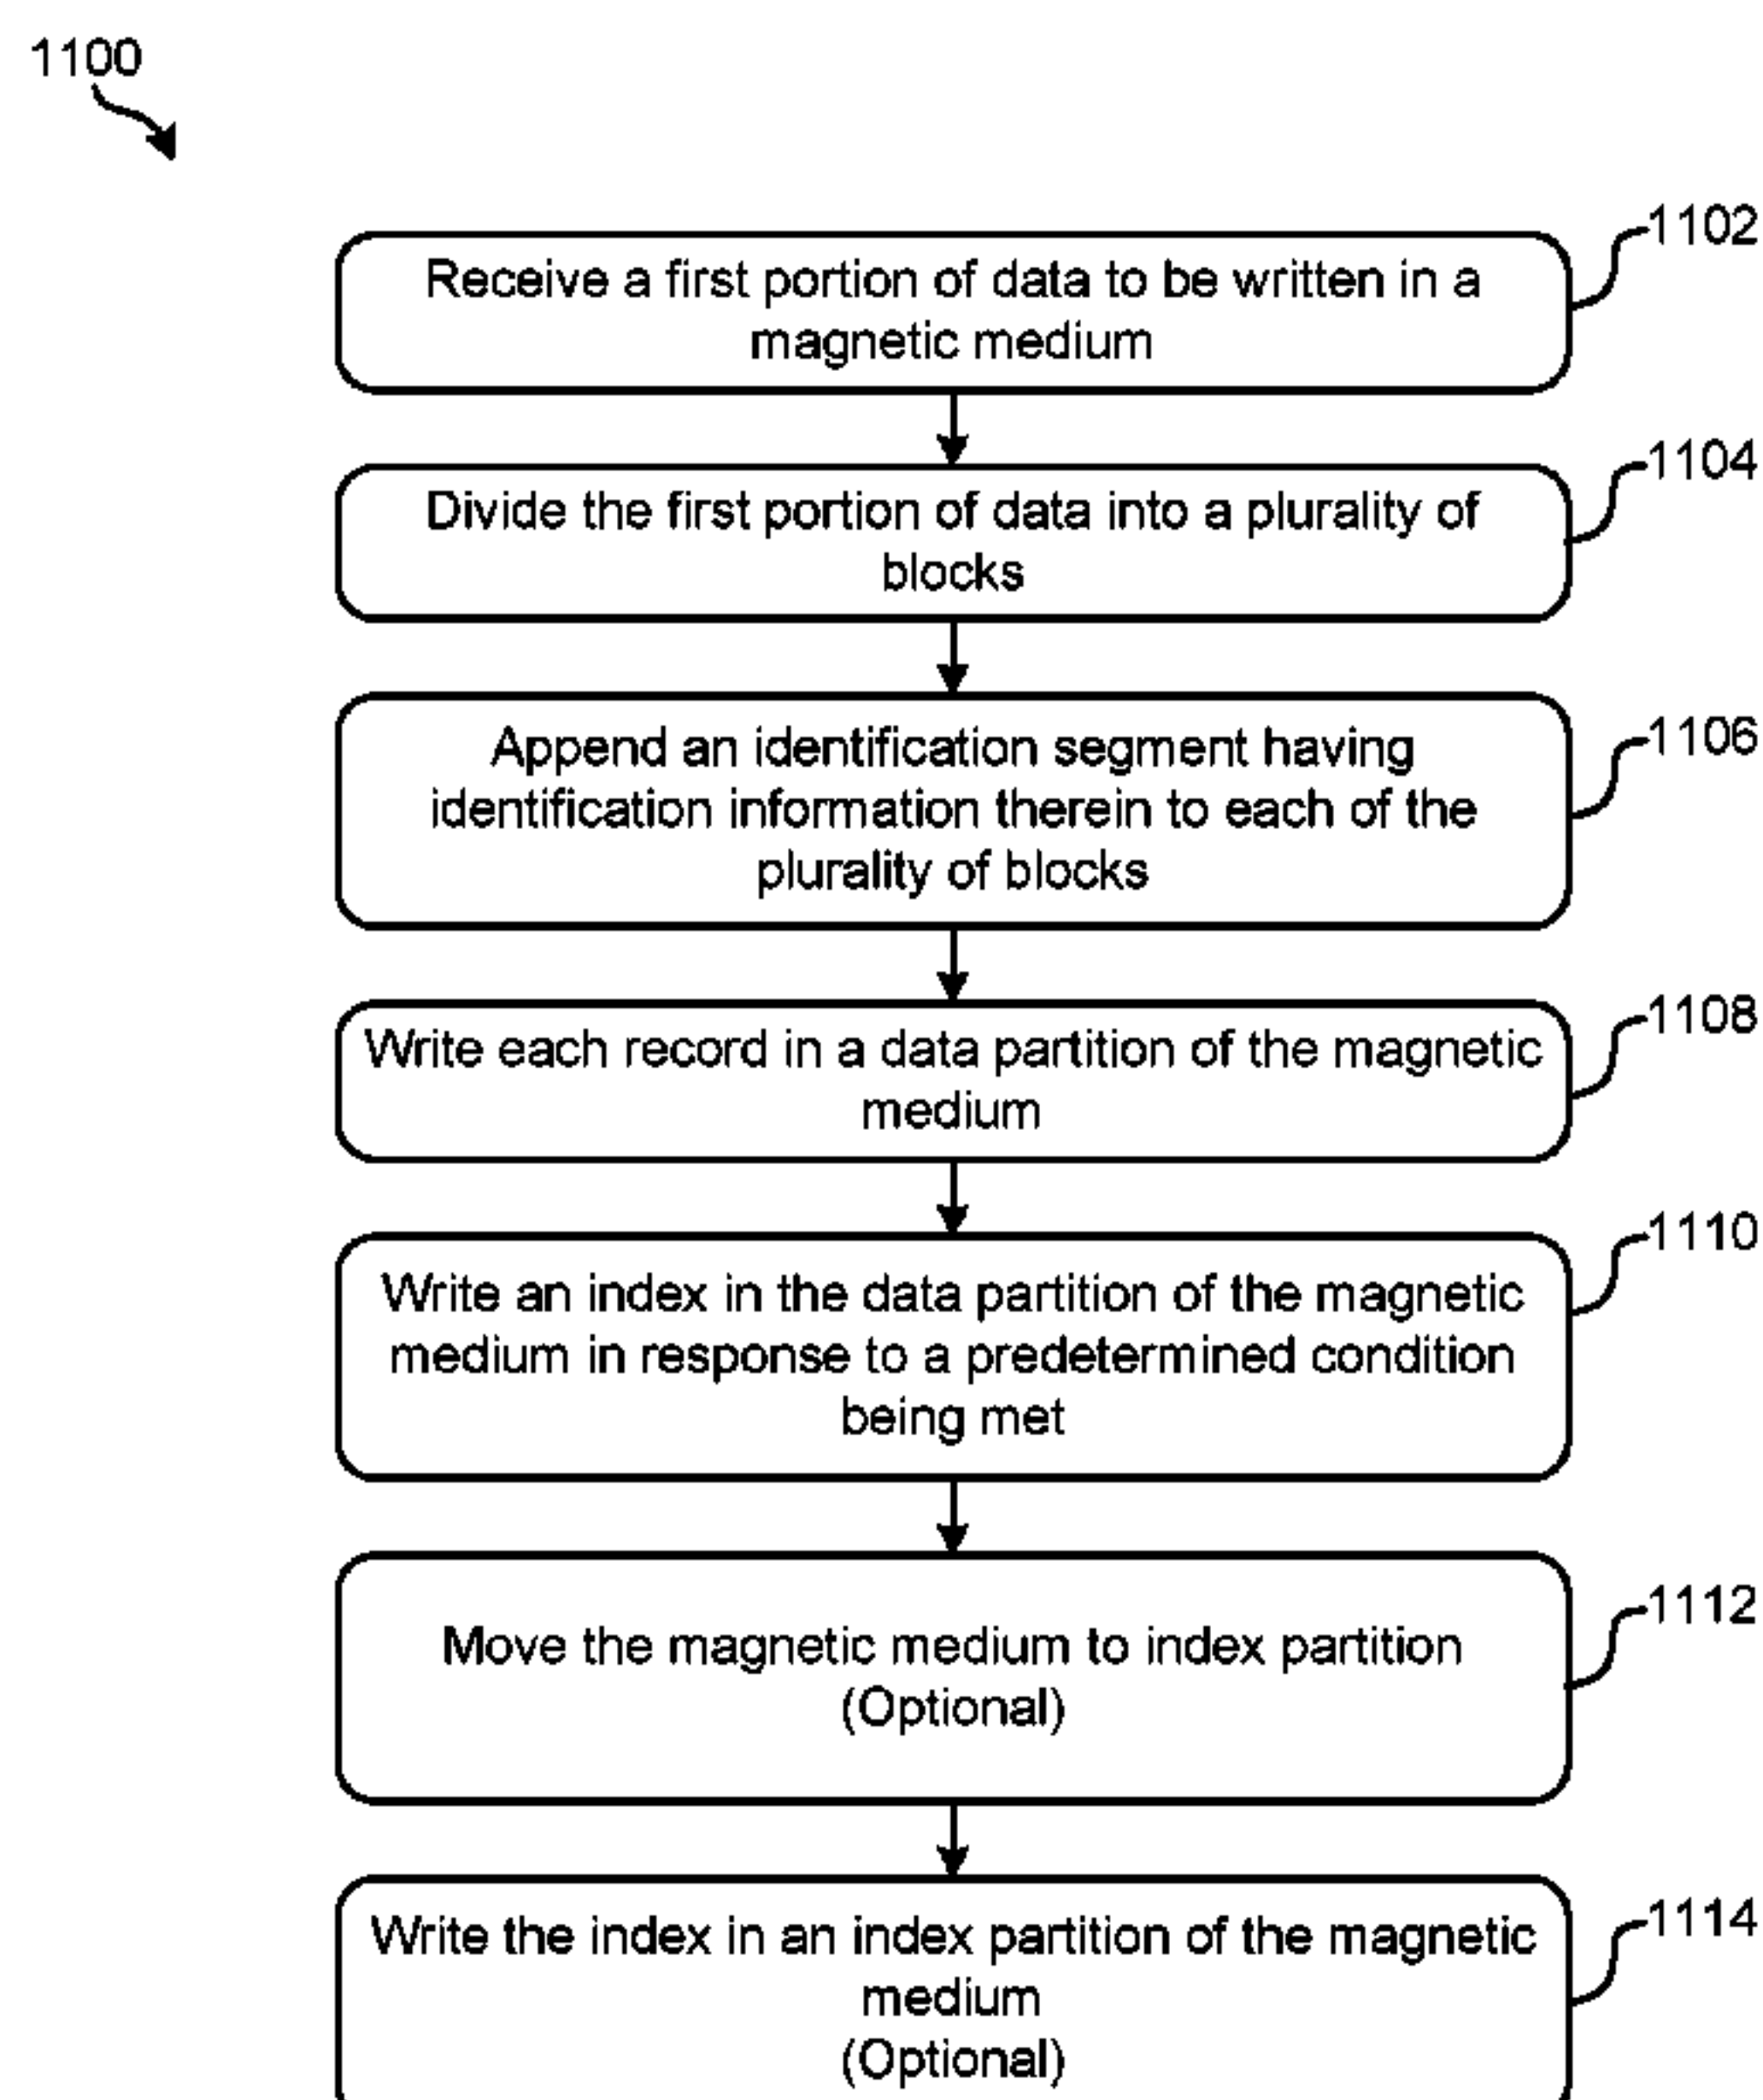 1100
1102
Receive a first portion of data to be written in a
magnetic medium
1104
Divide the first portion of data into a plurality of
blocks
1106
Append an identification segment having
identification information therein to each of the
plurality of blocks
1108
Write each record in a data partition of the magnetic
medium
1110
Write an index in the data partition of the magnetic
medium in response to a predetermined condition
being met
1112
Move the magnetic medium to index partition
(Optional)
1114
Write the index in an index partition of the magnetic
medium
(Optional)